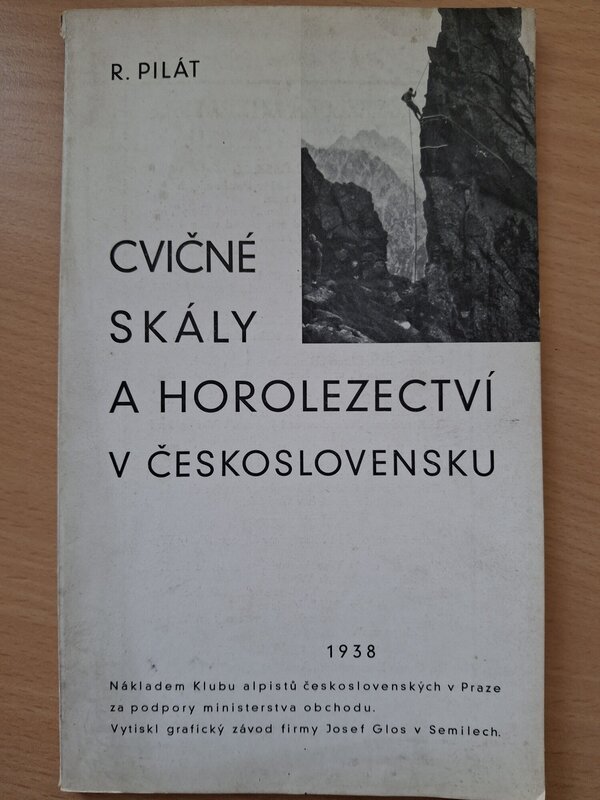 R. PILÁT
CVIČNÉ
SKÁLY
A HOROLEZECTVÍ
V ČESKOSLOVENSKU
1938
Nákladem Klubu alpistů československých v Praze
za podpory ministerstva obchodu.
Vytiskl grafický závod firmy Josef Glos v Semilech.